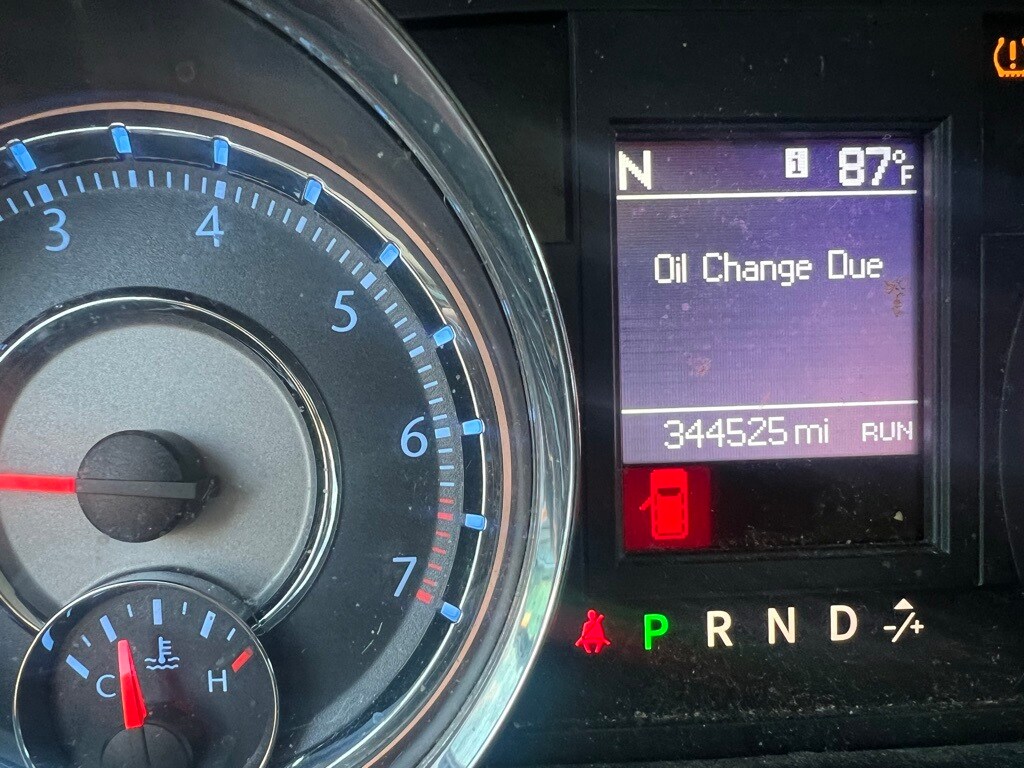 N i 87°F
Oil Change Due
344525 mi RUN
3
4
5
6
7
C H
P R N D -/+